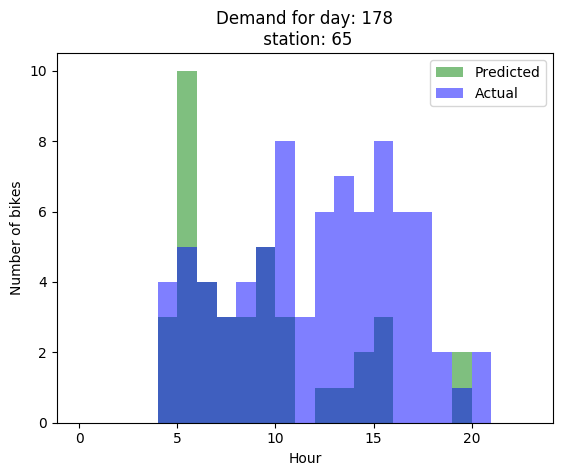 Demand for day: 178
station: 65
Predicted
Actual
10
8
6
4
2
0
Number of bikes
0 5 10 15 20
Hour